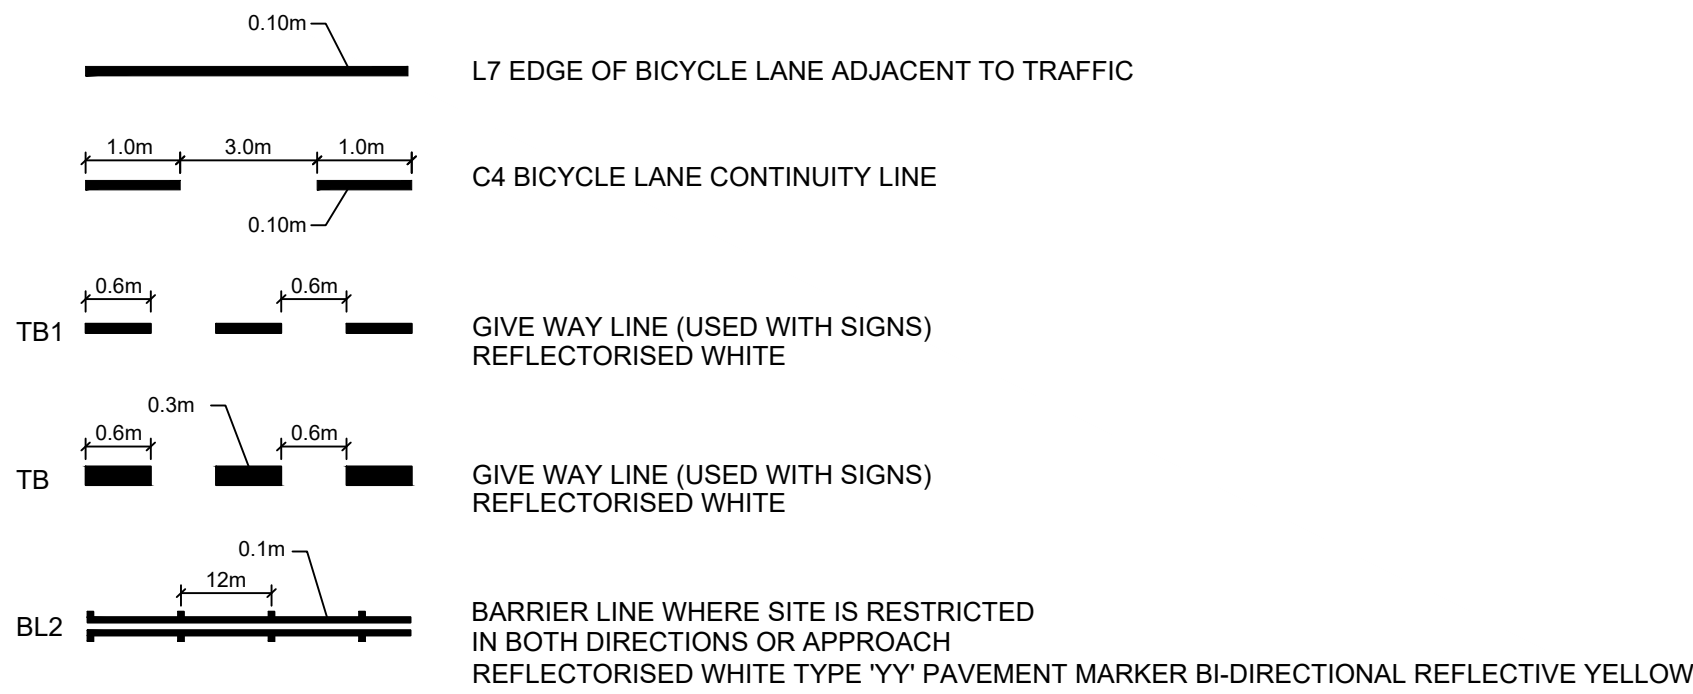 0.10m
L7 EDGE OF BICYCLE LANE ADJACENT TO TRAFFIC
1.0m 3.0m 1.0m
C4 BICYCLE LANE CONTINUITY LINE
0.10m
0.6m 0.6m
TB1 GIVE WAY LINE (USED WITH SIGNS)
REFLECTORISED WHITE
0.3m
0.6m 0.6m
TB GIVE WAY LINE (USED WITH SIGNS)
REFLECTORISED WHITE
0.1m
12m
BL2 BARRIER LINE WHERE SITE IS RESTRICTED
IN BOTH DIRECTIONS OR APPROACH
REFLECTORISED WHITE TYPE 'YY' PAVEMENT MARKER BI-DIRECTIONAL REFLECTIVE YELLOW